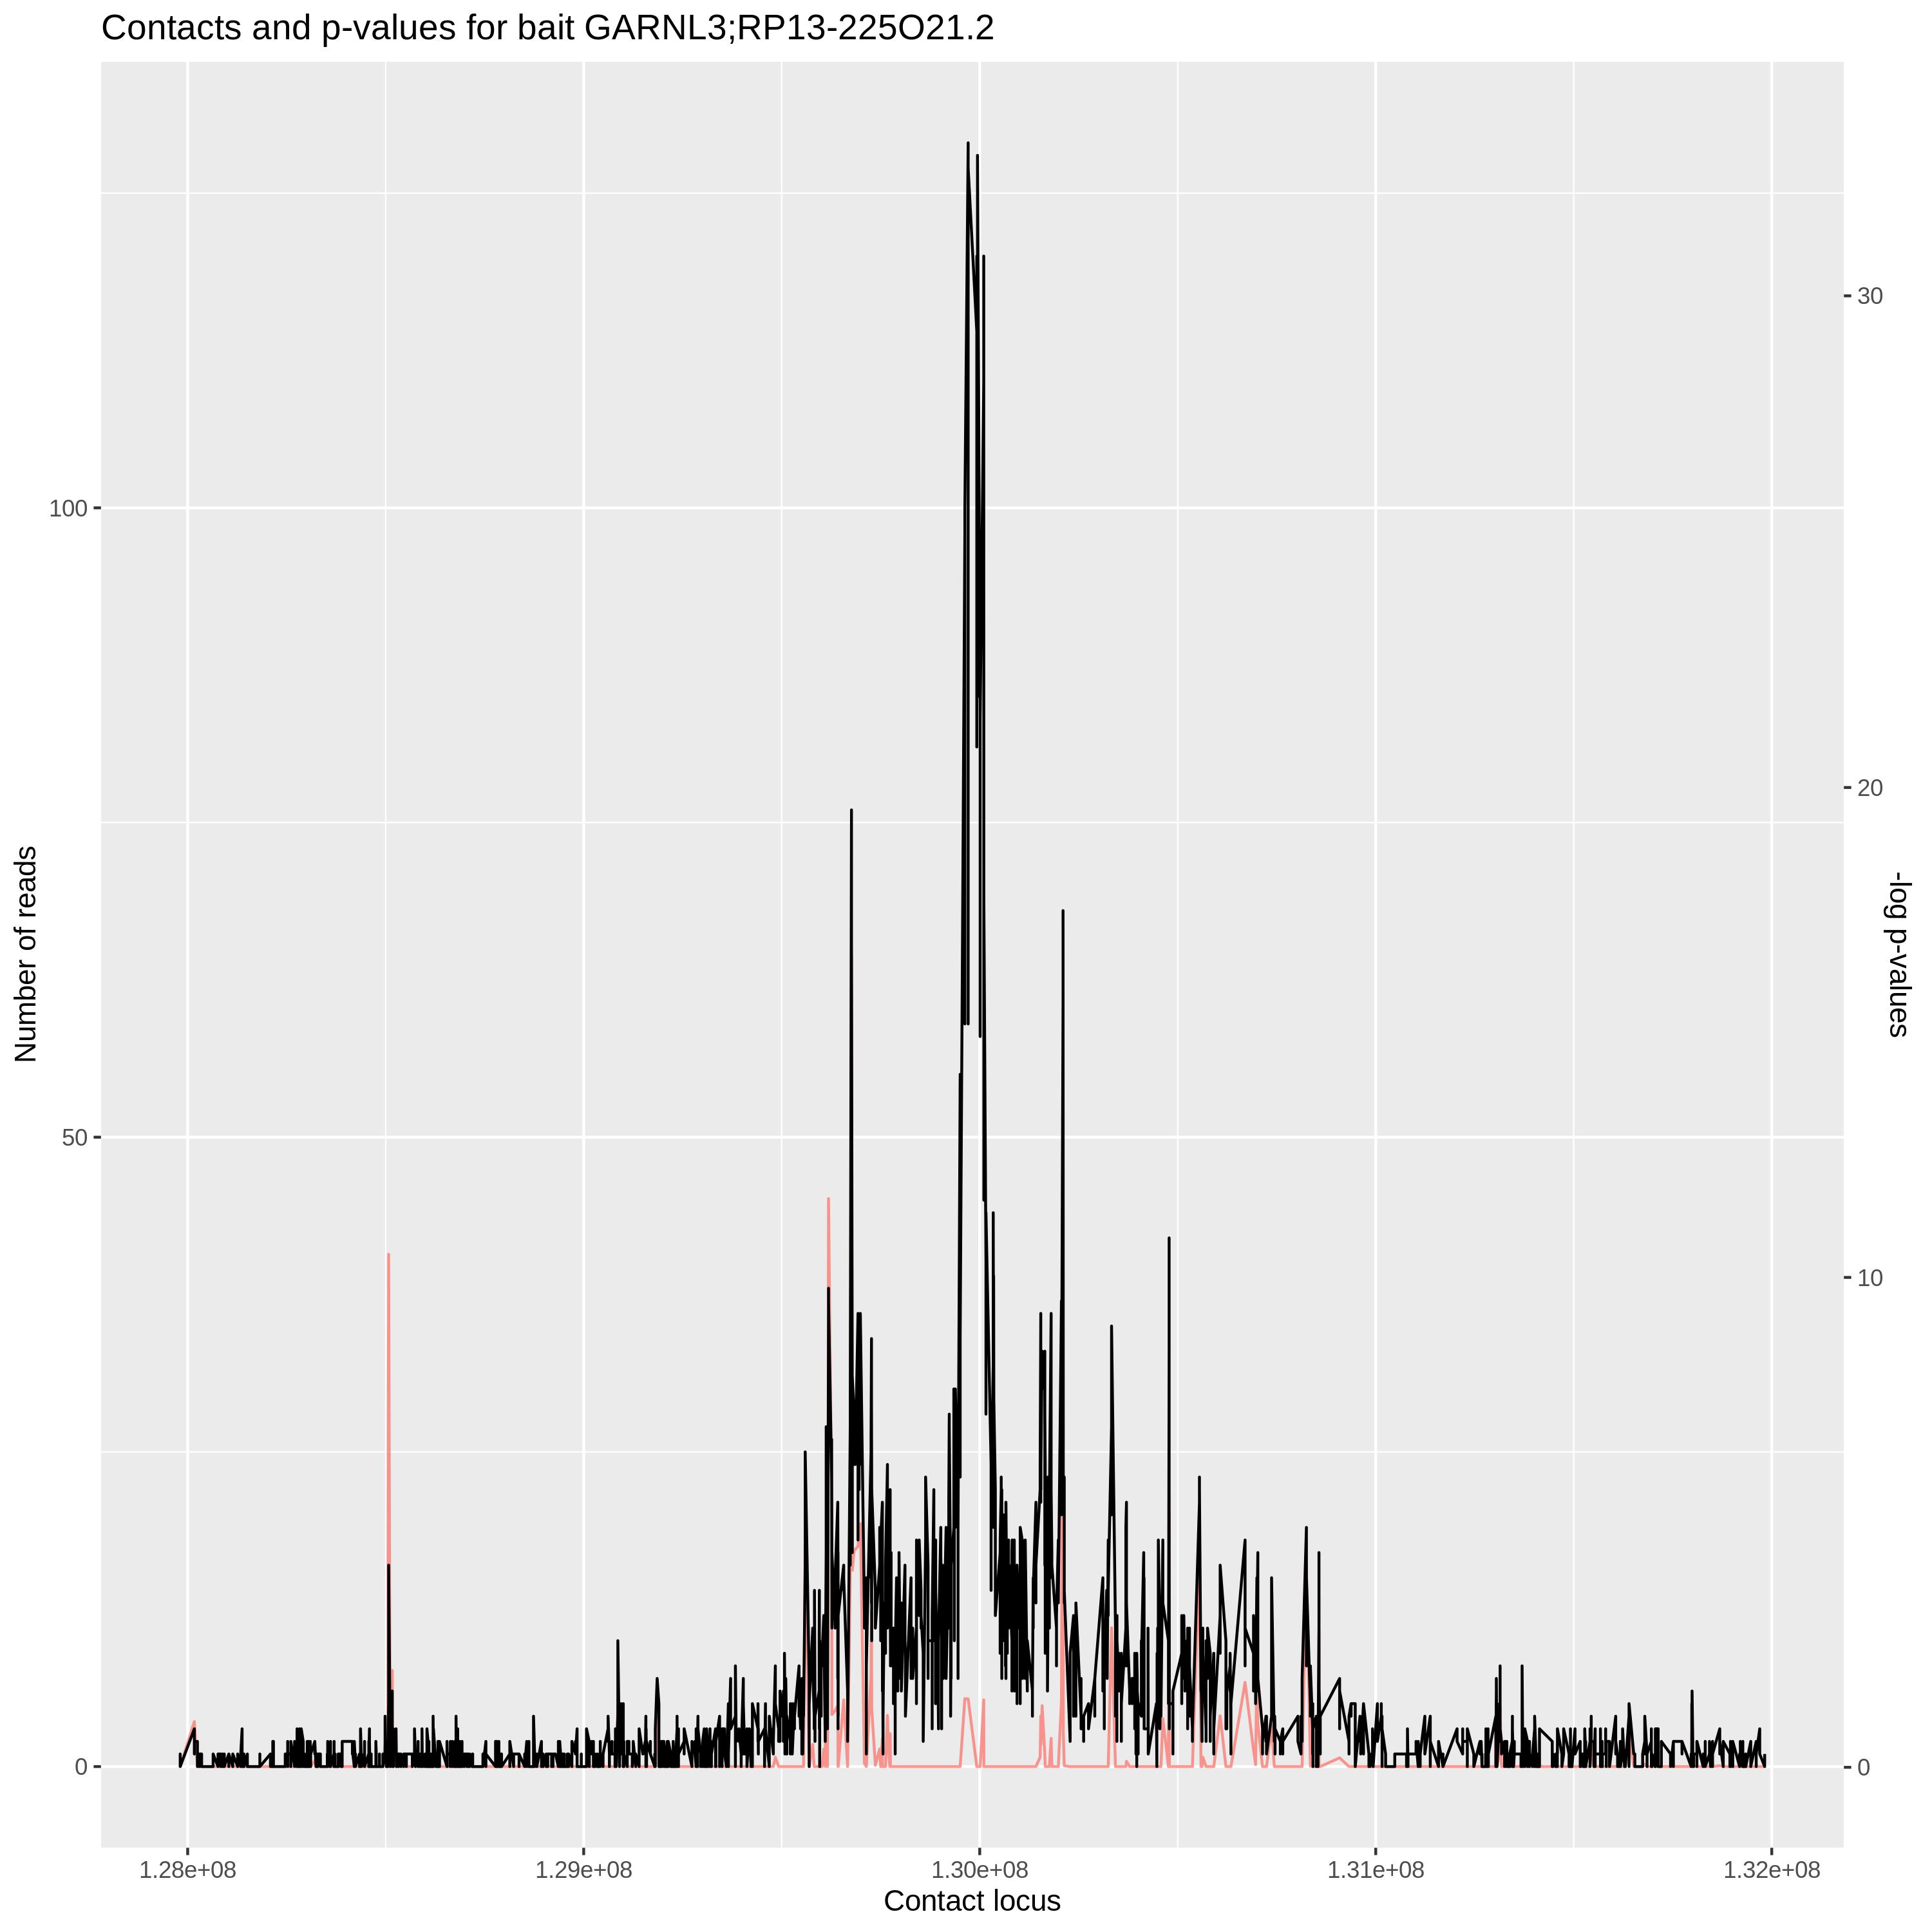 Contacts and p-values for bait GARNL3;RP13-225O21.2
Number of reads
100
50
0
30
20
10
0
-log p-values
1.28e+08 1.29e+08 1.30e+08 1.31e+08 1.32e+08
Contact locus